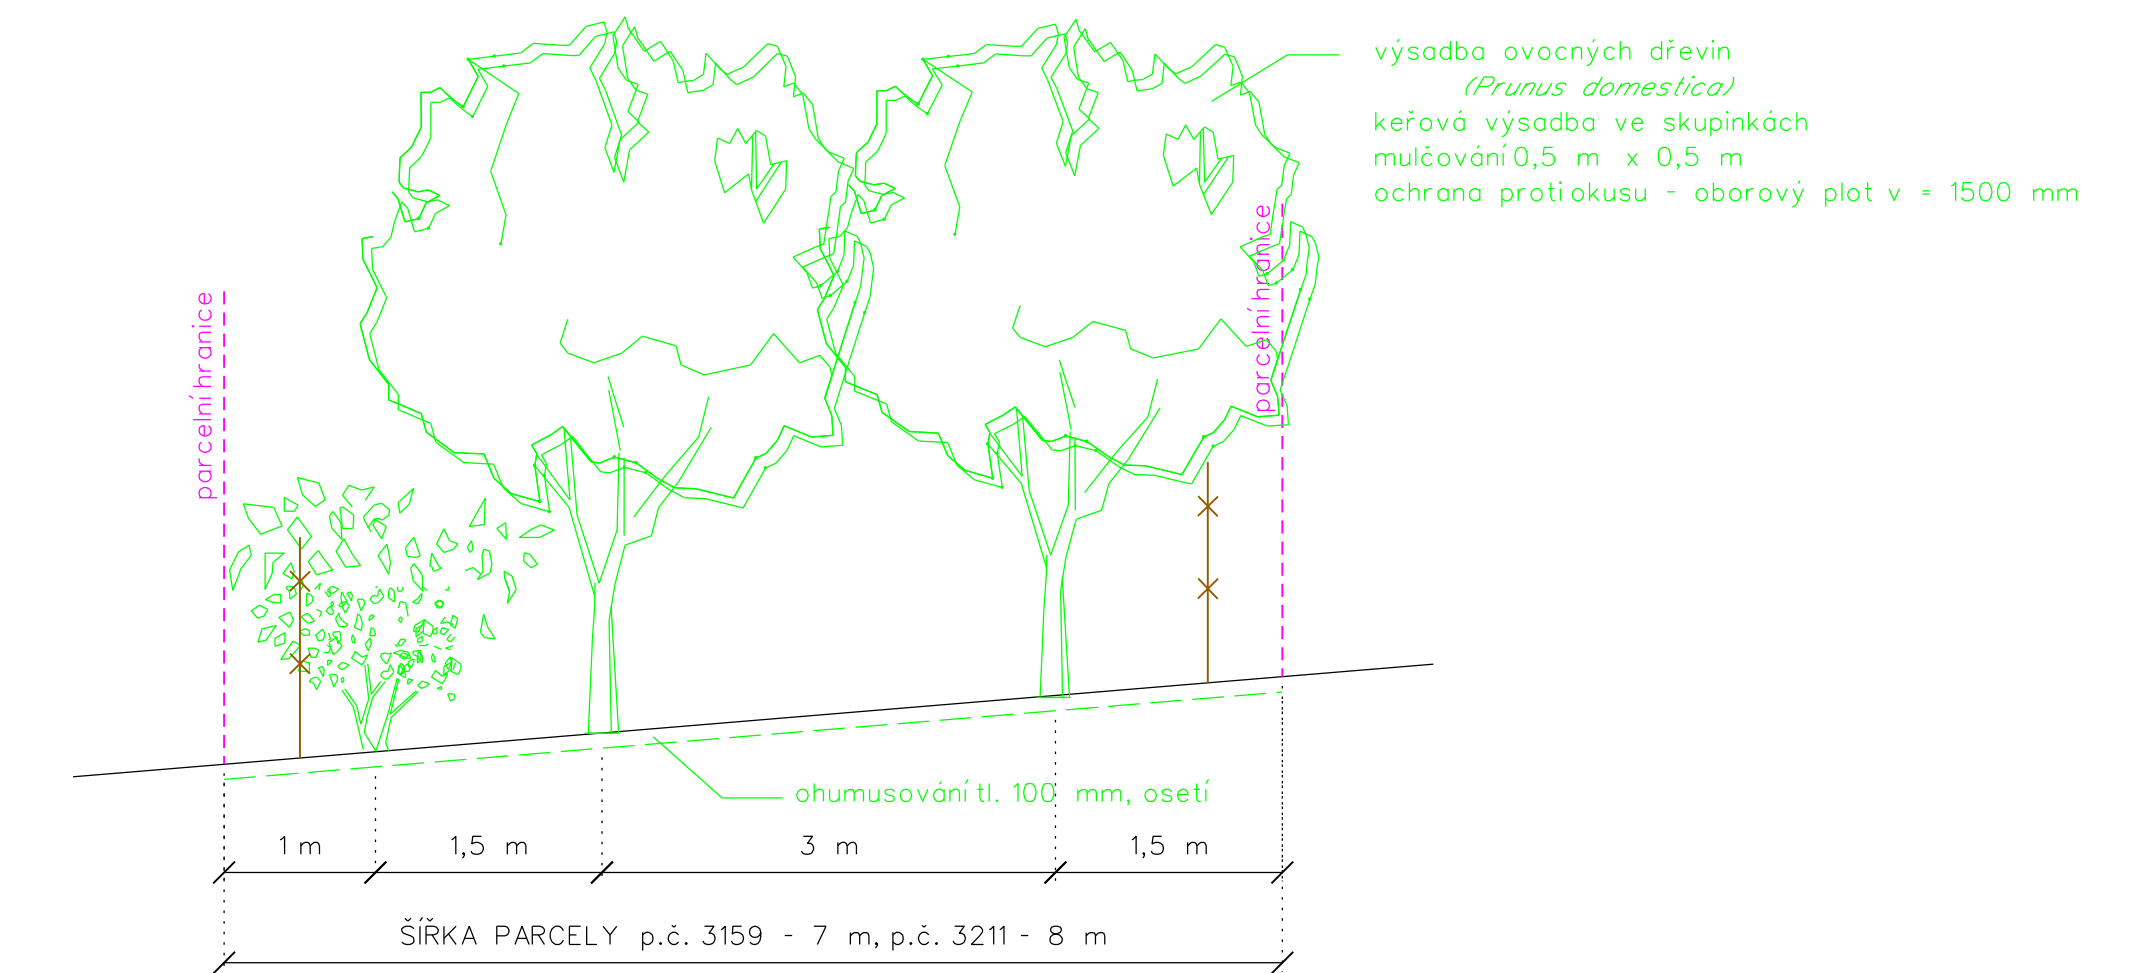 výsadba ovocných dřevin
(Prunus domestica)
keřová výsadba ve skupinkách
mulčování 0,5 m x 0,5 m
ochrana proti okusu - oborový plot v = 1500 mm
parcelní hranice
parcelní hranice
ohumusování tl. 100 mm, osetí
1 m 1,5 m 3 m 1,5 m
ŠÍŘKA PARCELY p.č. 3159 - 7 m, p.č. 3211 - 8 m